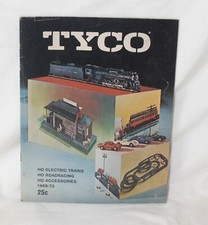 TYCO
HO ELECTRIC TRAINS
HO ROADRACING
HO ACCESSORIES
1969-70
25c